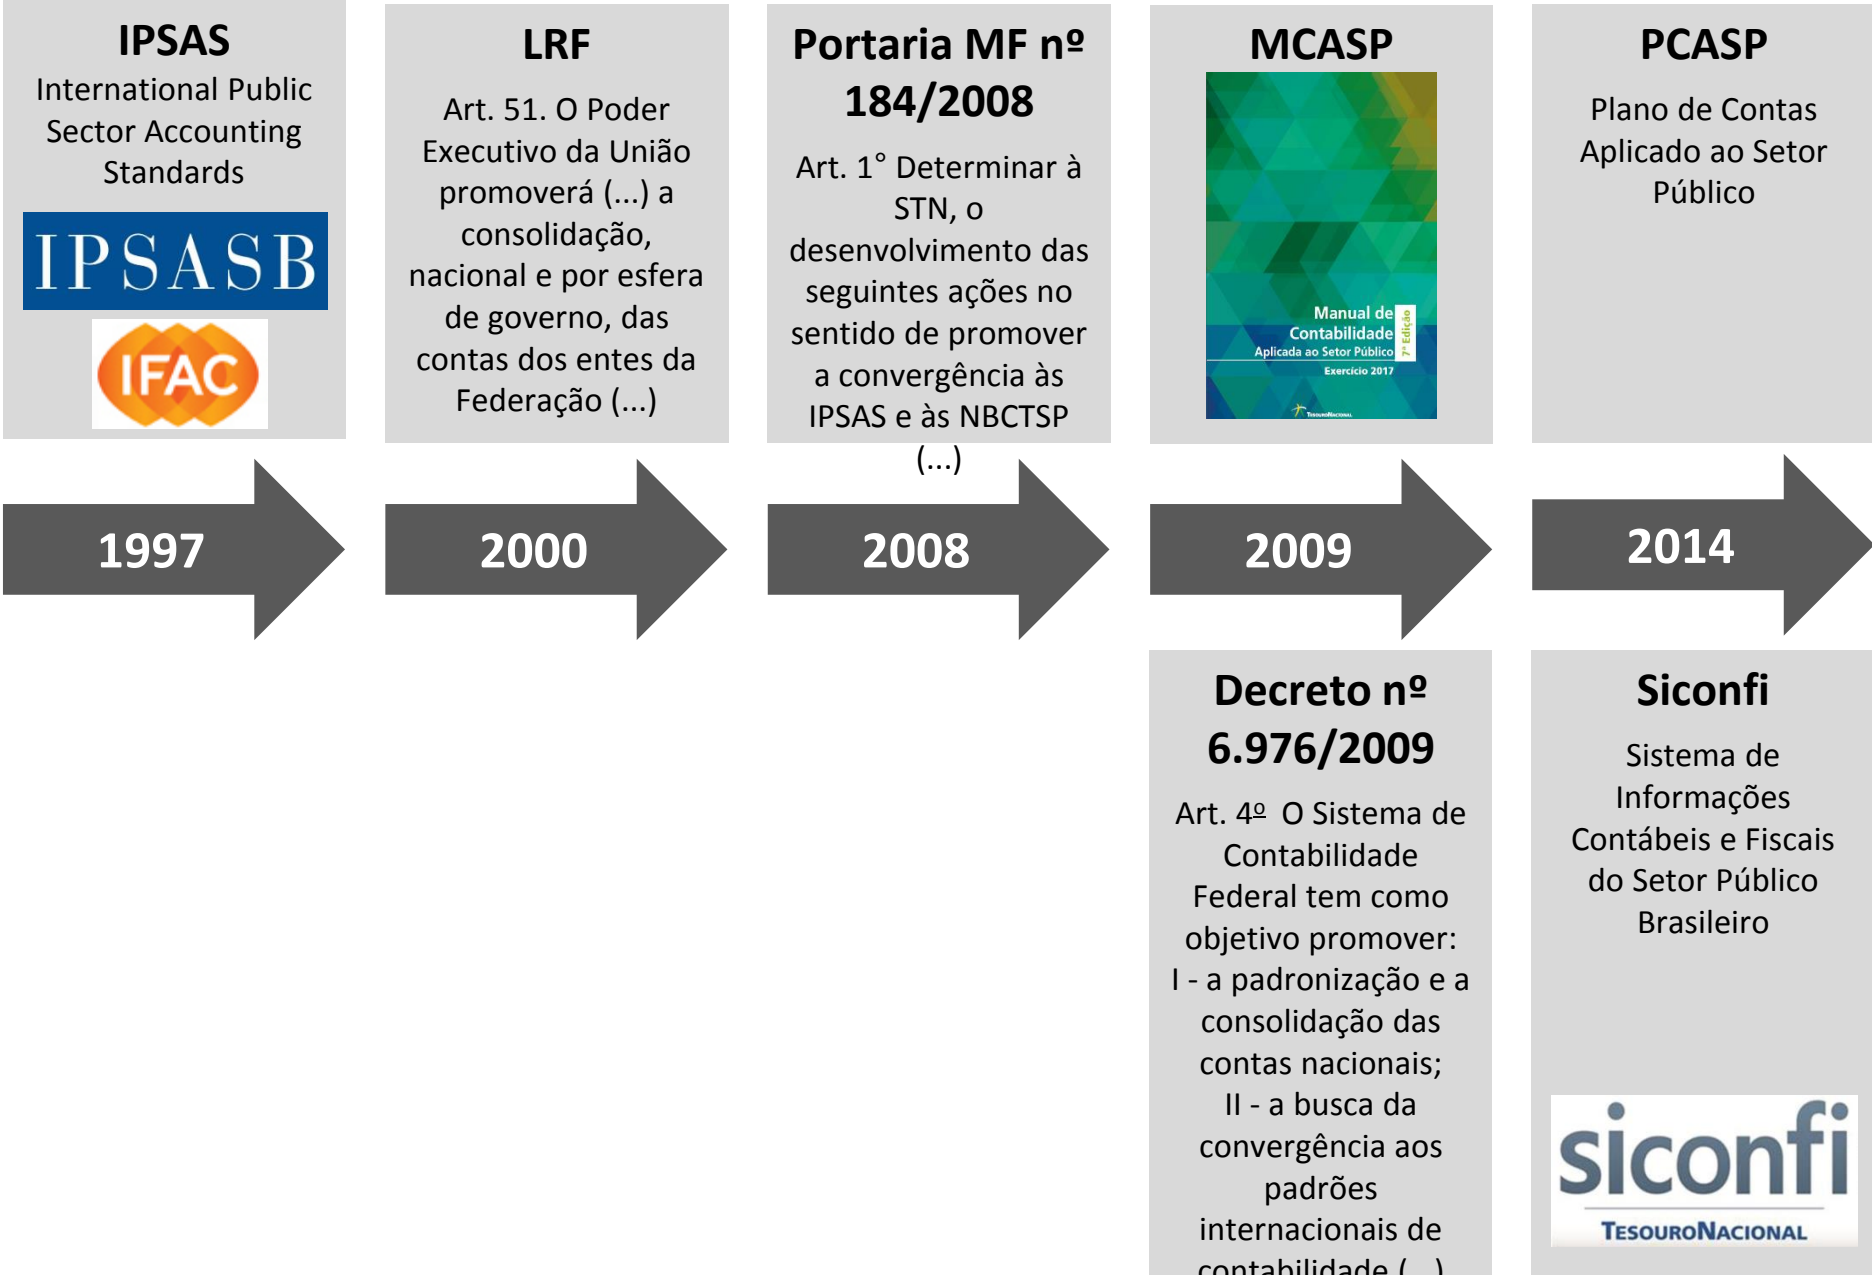 IPSAS
International Public
Sector Accounting
Standards
IPSASB
IFAC
LRF
Art. 51. O Poder
Executivo da União
promoverá (...) a
consolidação,
nacional e por esfera
de governo, das
contas dos entes da
Federação (...)
Portaria MF nº
184/2008
Art. 1° Determinar à
STN, o
desenvolvimento das
seguintes ações no
sentido de promover
a convergência às
IPSAS e às NBCTSP
(...)
MCASP
Manual de
Contabilidade
Aplicada ao Setor Público
7ª Edição
Exercício 2017
TESOURONACIONAL
PCASP
Plano de Contas
Aplicado ao Setor
Público
1997
2000
2008
2009
2014
Decreto nº
6.976/2009
Art. 4º O Sistema de
Contabilidade
Federal tem como
objetivo promover:
I - a padronização e a
consolidação das
contas nacionais;
II - a busca da
convergência aos
padrões
internacionais de
contabilidade (...)
Siconfi
Sistema de
Informações
Contábeis e Fiscais
do Setor Público
Brasileiro
siconfi
TESOURONACIONAL